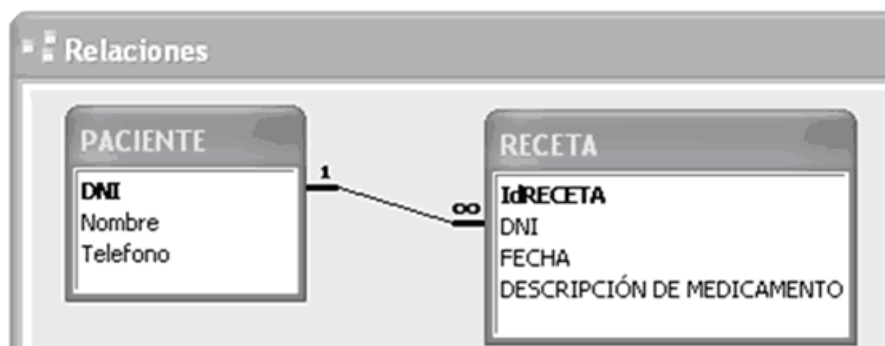 Relaciones
PACIENTE
DNI
Nombre
Telefono
1
∞
RECETA
IdRECETA
DNI
FECHA
DESCRIPCIÓN DE MEDICAMENTO